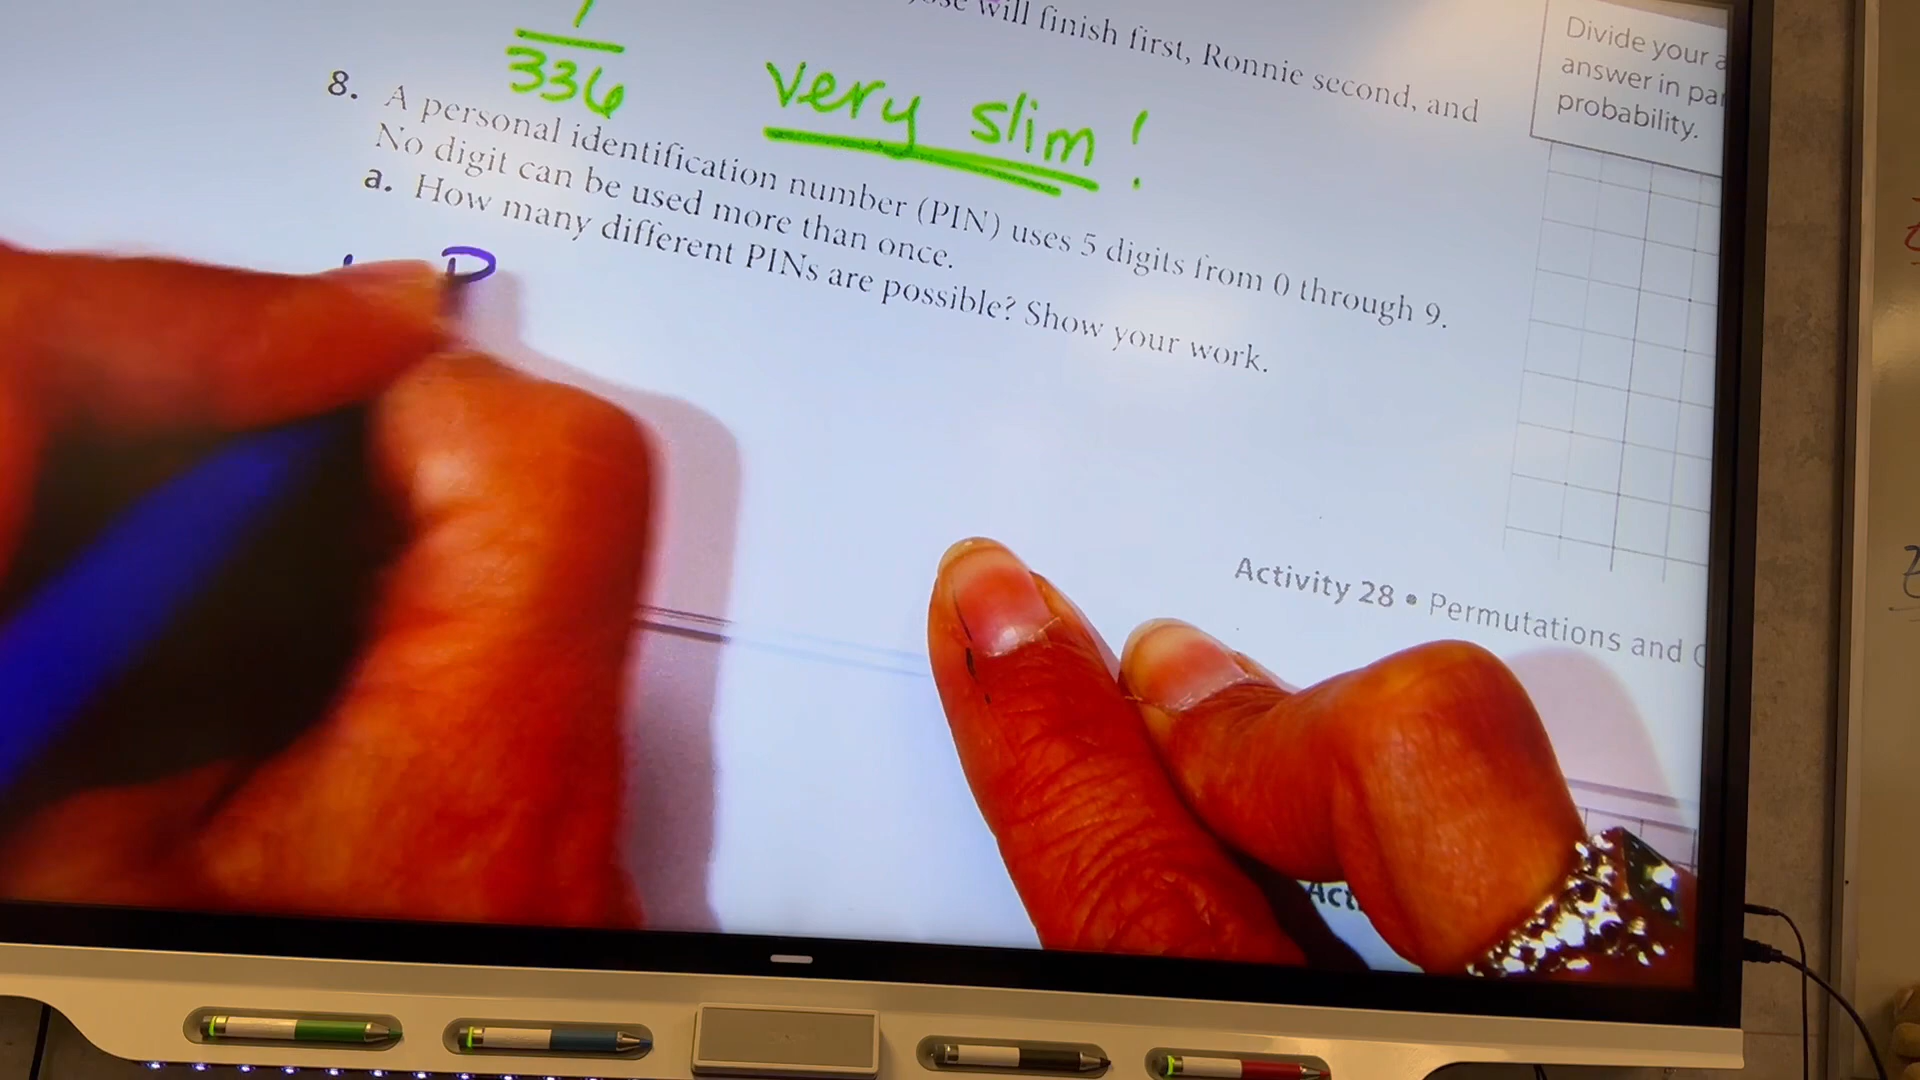 will finish first, Ronnie second, and
336
very slim!
8. A personal identification number (PIN) uses 5 digits from 0 through 9.
No digit can be used more than once.
a. How many different PINs are possible? Show your work.
P
Divide your
answer in
probability.
Activity 28 • Permutations and